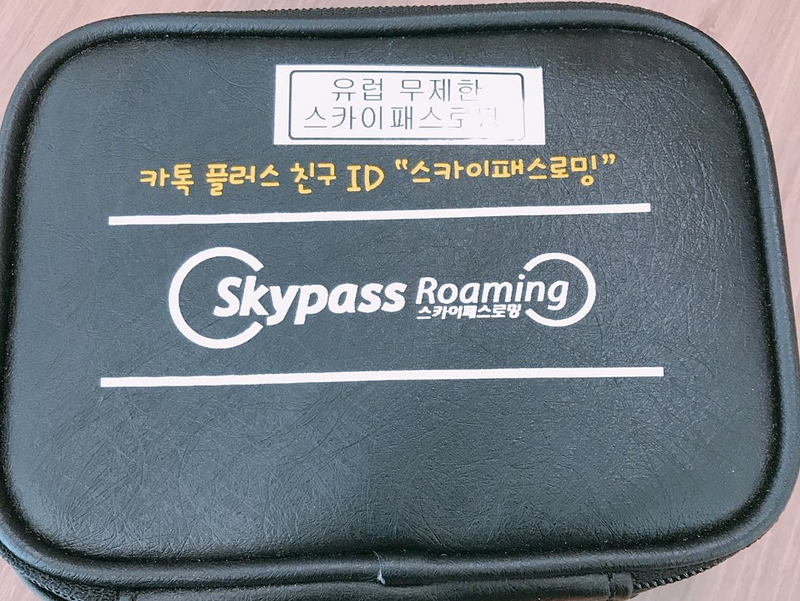 유럽 무제한
스카이패스로밍
카톡 플러스 친구 ID “스카이패스로밍”
Skypass Roaming
스카이패스로밍